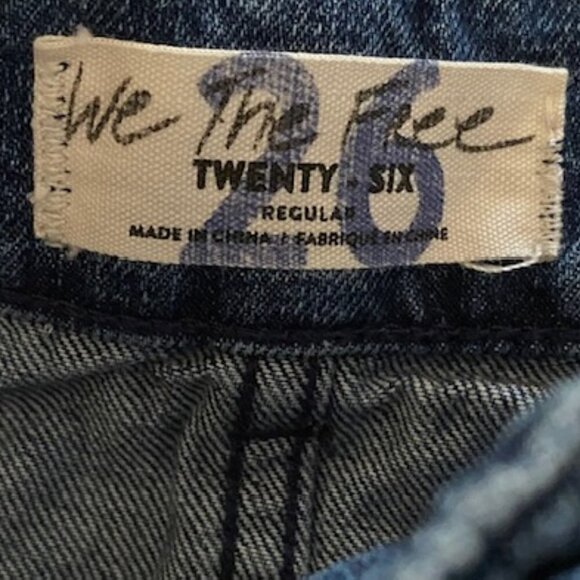 We The Free
26
TWENTY - SIX
REGULAR
MADE IN CHINA / FABRIQUE EN CHINE